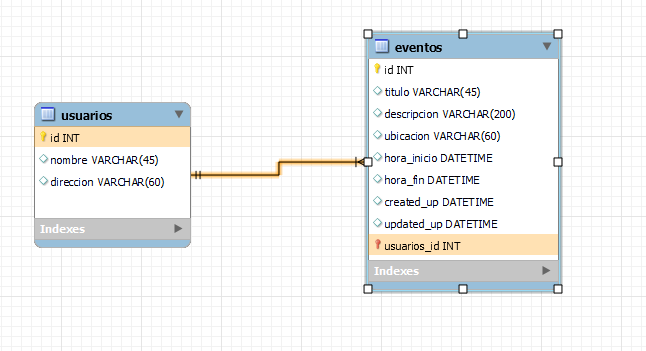 usuarios
id INT
nombre VARCHAR(45)
direccion VARCHAR(60)
Indexes
eventos
id INT
titulo VARCHAR(45)
descripcion VARCHAR(200)
ubicacion VARCHAR(60)
hora_inicio DATETIME
hora_fin DATETIME
created_up DATETIME
updated_up DATETIME
usuarios_id INT
Indexes